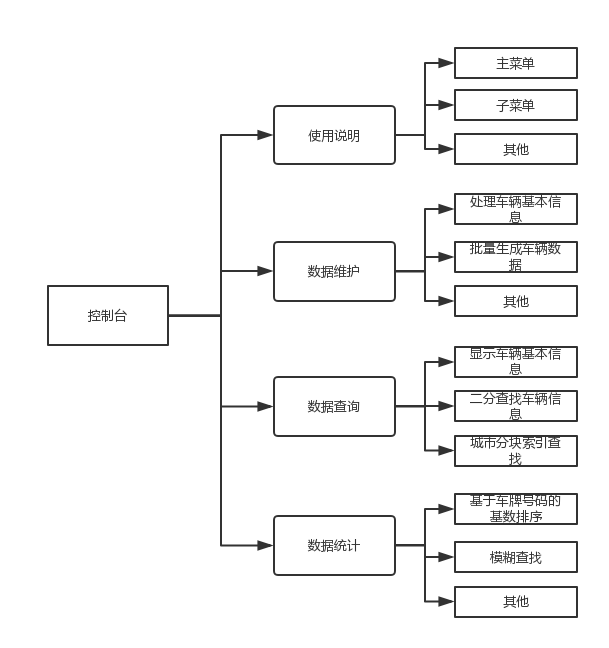 控制台
使用说明
主菜单
子菜单
其他
数据维护
处理车辆基本信
息
批量生成车辆数
据
其他
数据查询
显示车辆基本信
息
二分查找车辆信
息
城市分块索引查
找
数据统计
基于车牌号码的
基数排序
模糊查找
其他